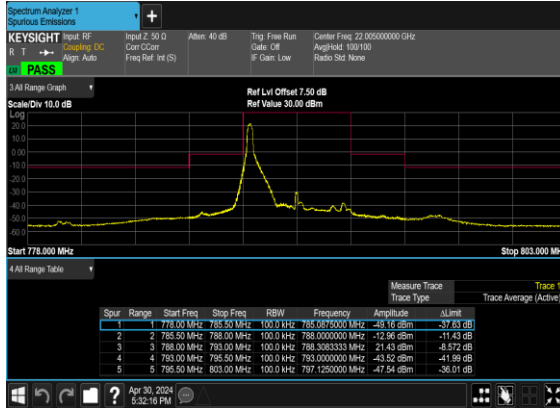 Spectrum Analyzer 1
Spurious Emissions
+
KEYSIGHT Input: RF Input Z: 50 Ω Atten: 40 dB Trig: Free Run Center Freq: 22.005000000 GHz
R T Coupling: DC Corr CCorr Gate: Off Avg|Hold: 100/100
Align: Auto Freq Ref: Int (S) IF Gain: Low Radio Std: None
PASS
3 All Range Graph
Ref Lvl Offset 7.50 dB
Scale/Div 10.0 dB Ref Value 30.00 dBm
Log
20.0
10.0
0.00
-10.0
-20.0
-30.0
-40.0
-50.0
-60.0
Start 778.000 MHz Stop 803.000 MH
4 All Range Table
Measure Trace Trace 1
Trace Type Trace Average (Active)
Spur Range Start Freq Stop Freq RBW Frequency Amplitude ΔLimit
1 1 778.00 MHz 785.50 MHz 100.0 kHz 785.0875000 MHz -49.16 dBm -37.63 dB
2 2 785.50 MHz 788.00 MHz 100.0 kHz 788.0000000 MHz -12.96 dBm -11.43 dB
3 3 788.00 MHz 793.00 MHz 100.0 kHz 788.3083333 MHz 21.43 dBm -8.572 dB
4 4 793.00 MHz 795.50 MHz 100.0 kHz 793.0000000 MHz -43.52 dBm -41.99 dB
5 5 795.50 MHz 803.00 MHz 100.0 kHz 797.1250000 MHz -47.54 dBm -36.01 dB
? Apr 30, 2024
5:32:16 PM